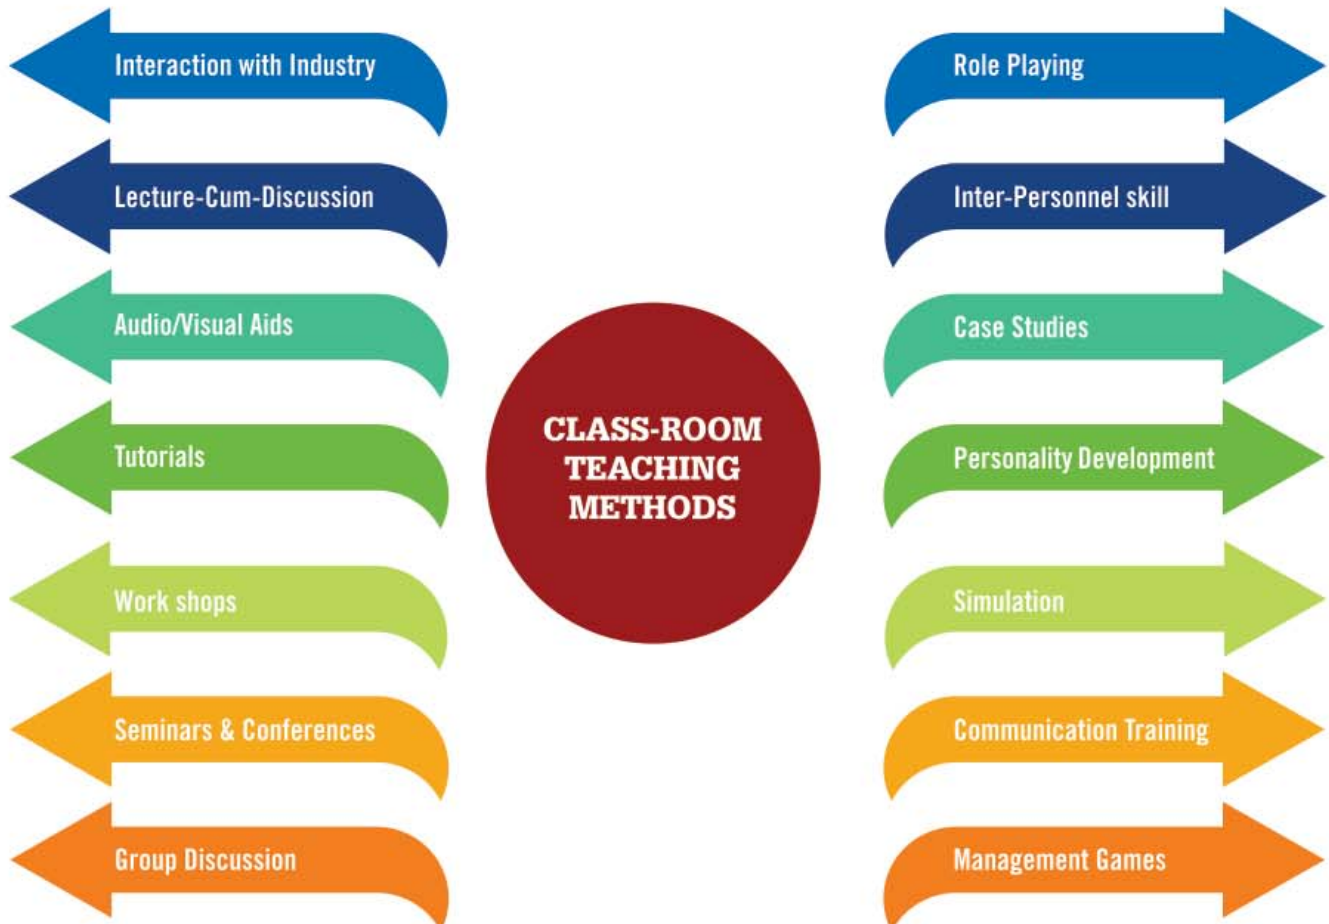 Interaction with Industry
Lecture-Cum-Discussion
Audio/Visual Aids
Tutorials
Work shops
Seminars & Conferences
Group Discussion
CLASS-ROOM
TEACHING
METHODS
Role Playing
Inter-Personnel skill
Case Studies
Personality Development
Simulation
Communication Training
Management Games